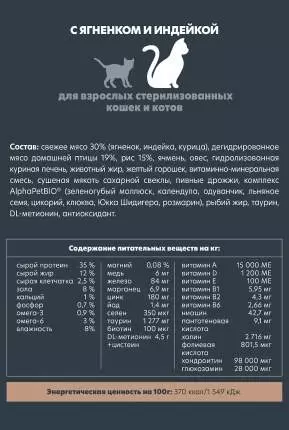 С ЯГНЕНКОМ И ИНДЕЙКОЙ
для взрослых стерилизованных
кошек и котов
Состав: свежее мясо 30% (ягненок, индейка, курица), дегидрированное
мясо домашней птицы 19%, рис 15%, ячмень, овес, гидролизованная
куриная печень, животный жир, желтый горошек, витаминно-минеральная
смесь, сушеная мякоть сахарной свеклы, пивные дрожжи, комплекс
AlphaPetBIO® (зеленогубый моллюск, календула, одуванчик, льняное
семя, цикорий, клюква, Юкка Шидигера, розмарин), рыбий жир, таурин,
DL-метионин, антиоксидант.
Содержание питательных веществ на кг:
сырой протеин 35 %
сырой жир 12 %
сырая клетчатка 2,5 %
зола 8 %
кальций 1 %
фосфор 0,7 %
омега-3 0,9 %
омега-6 3 %
влажность 8%
магний 0,08 %
медь 6 мг
железо 84 мг
марганец 6,9 мг
цинк 180 мг
йод 1,4 мг
селен 350 мкг
таурин 1 277 мг
биотин 100 мкг
DL-метионин 4,5 г
+цистеин
витамин A 15 000 МЕ
витамин D 1 200 МЕ
витамин E 100 МЕ
витамин B1 5,95 мг
витамин B2 4,3 мг
витамин B6 2,66 мг
ниацин 42,7 мг
пантотеновая 9,1 мг
кислота
холин 2 716 мг
фолиевая 801,5 мкг
кислота
хондроитин 98 000 мкг
глюкозамин 28 000 мкг
Энергетическая ценность на 100г: 370 ккал/1 549 кДж.